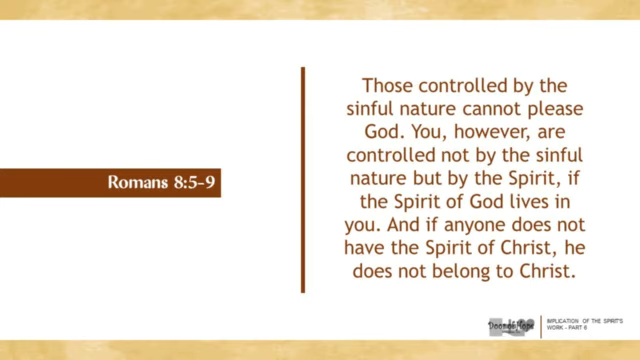 Romans 8:5-9
Those controlled by the
sinful nature cannot please
God. You, however, are
controlled not by the sinful
nature but by the Spirit, if
the Spirit of God lives in
you. And if anyone does not
have the Spirit of Christ, he
does not belong to Christ.
Door of Hope
IMPLICATION OF THE SPIRIT'S
WORK - PART 6